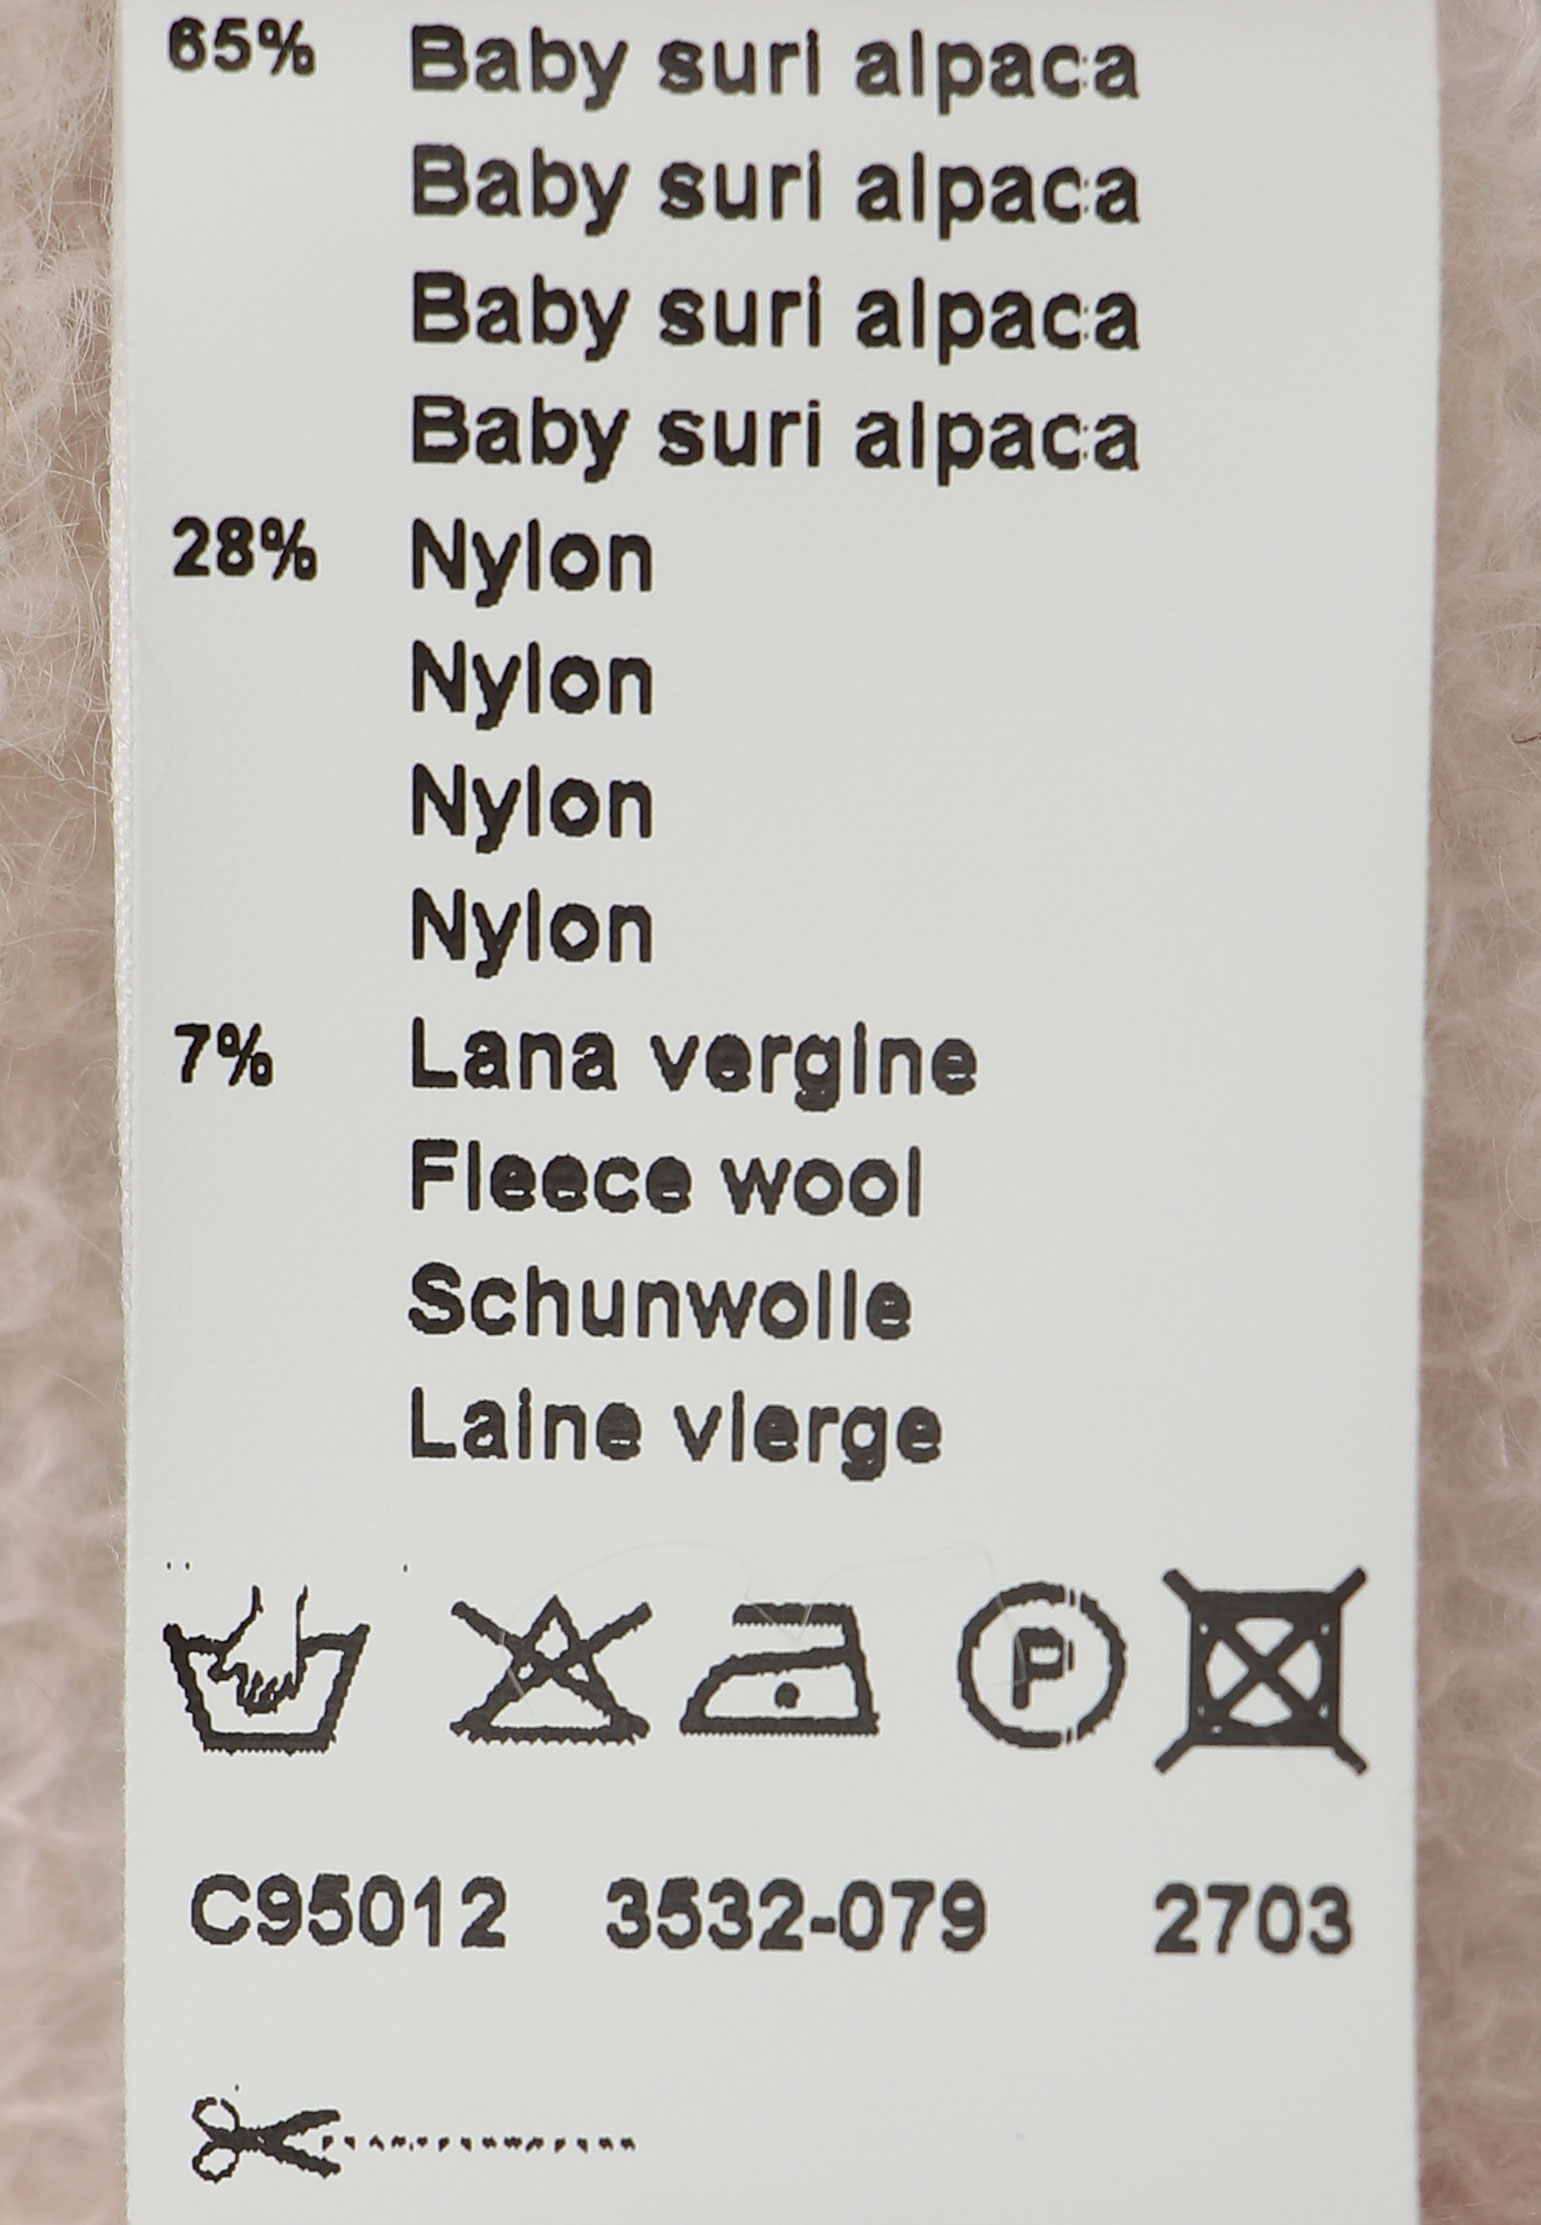 65% Baby suri alpaca
Baby suri alpaca
Baby suri alpaca
Baby suri alpaca
28% Nylon
Nylon
Nylon
Nylon
7% Lana vergine
Fleece wool
Schunwolle
Laine vierge
P
C95012 3532-079 2703